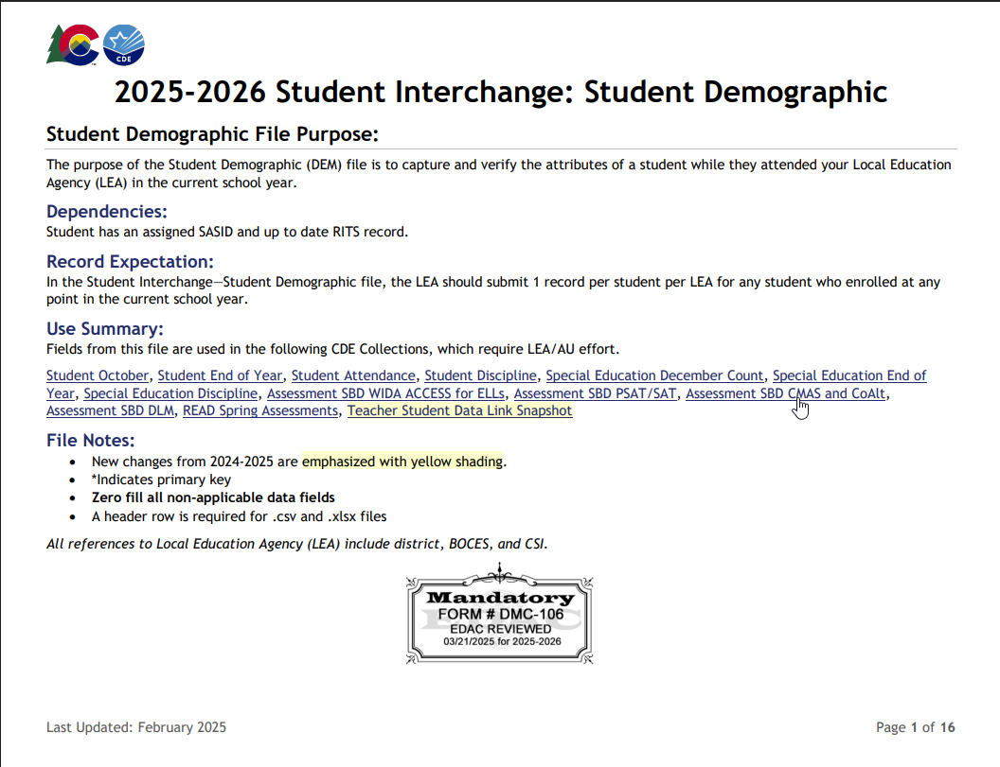 CDE
2025-2026 Student Interchange: Student Demographic
Student Demographic File Purpose:
The purpose of the Student Demographic (DEM) file is to capture and verify the attributes of a student while they attended your Local Education
Agency (LEA) in the current school year.
Dependencies:
Student has an assigned SASID and up to date RITS record.
Record Expectation:
In the Student Interchange—Student Demographic file, the LEA should submit 1 record per student per LEA for any student who enrolled at any
point in the current school year.
Use Summary:
Fields from this file are used in the following CDE Collections, which require LEA/AU effort.
Student October, Student End of Year, Student Attendance, Student Discipline, Special Education December Count, Special Education End of
Year, Special Education Discipline, Assessment SBD WIDA ACCESS for ELLs, Assessment SBD PSAT/SAT, Assessment SBD CMAS and CoAlt,
Assessment SBD DLM, READ Spring Assessments, Teacher Student Data Link Snapshot
File Notes:
• New changes from 2024-2025 are emphasized with yellow shading.
• *Indicates primary key
• Zero fill all non-applicable data fields
• A header row is required for .csv and .xlsx files
All references to Local Education Agency (LEA) include district, BOCES, and CSI.
Mandatory
FORM # DMC-106
EDAC REVIEWED
03/21/2025 for 2025-2026
Last Updated: February 2025
Page 1 of 16